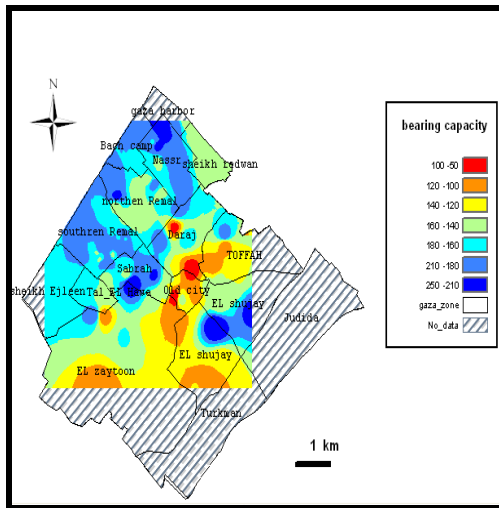 N
gaza harbor
Bach camp
Nassr
sheikh redwan
northen Remal
southren Remal
Daraj
TOFFAH
Sabrah
sheikh Ejleen
Tal_EL Hawa
Old city
EL shujay
Judida
EL shujay
EL zaytoon
Turkman
1 km
bearing capacity
100 -50
120 -100
140 -120
160 -140
180 -160
210 -180
250 -210
gaza_zone
No_data